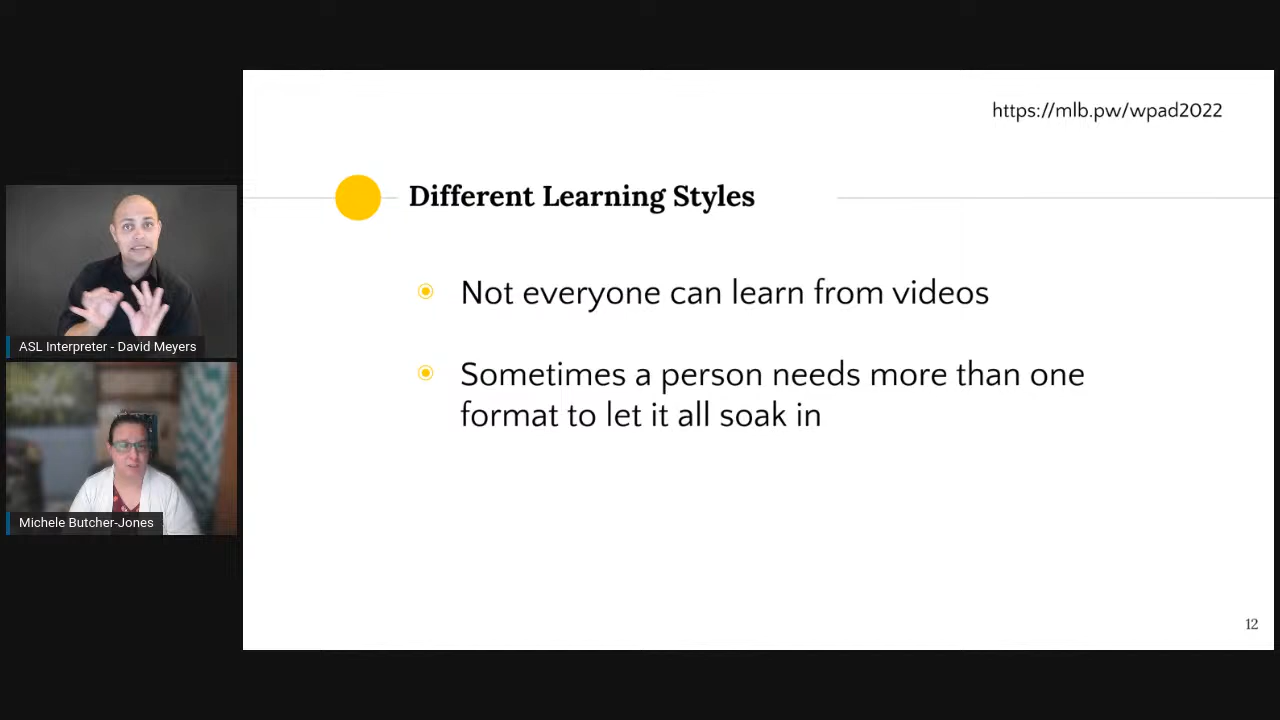 https://mlb.pw/wpad2022
Different Learning Styles
Not everyone can learn from videos
Sometimes a person needs more than one
format to let it all soak in
ASL Interpreter - David Meyers
Michele Butcher-Jones
12